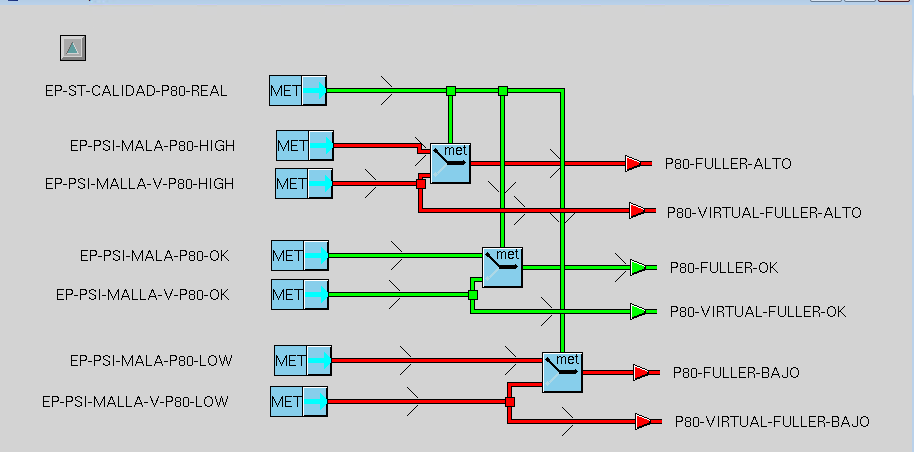 EP-ST-CALIDAD-P80-REAL
MET
EP-PSI-MALA-P80-HIGH
MET
met
P80-FULLER-ALTO
EP-PSI-MALLA-V-P80-HIGH
MET
P80-VIRTUAL-FULLER-ALTO
EP-PSI-MALA-P80-OK
MET
met
P80-FULLER-OK
EP-PSI-MALLA-V-P80-OK
MET
P80-VIRTUAL-FULLER-OK
EP-PSI-MALA-P80-LOW
MET
met
P80-FULLER-BAJO
EP-PSI-MALLA-V-P80-LOW
MET
P80-VIRTUAL-FULLER-BAJO